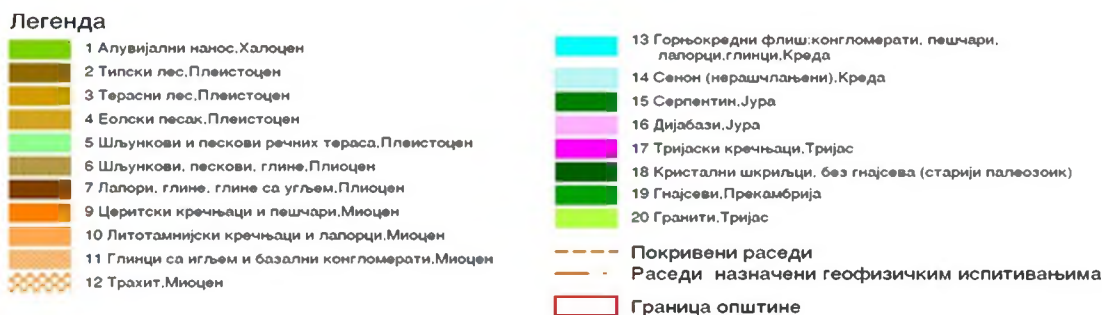 Легенда
1 Алувијални нанос,Халоцен
2 Типски лес,Плеистоцен
3 Терасни лес,Плеистоцен
4 Еолски песак,Плеистоцен
5 Шљункови и пескови речних тераса,Плеистоцен
6 Шљункови, пескови, глине,Плиоцен
7 Лапори, глине, глине са угљем,Плиоцен
9 Церитски кречњаци и пешчари,Миоцен
10 Литотамнијски кречњаци и лапорци,Миоцен
11 Глинци са игљем и базални конгломерати,Миоцен
12 Трахит,Миоцен
13 Горњокредни флиш:конгломерати, пешчари,
лапорци,глинци,Креда
14 Сенон (нерашчлањени),Креда
15 Серпентин,Јура
16 Дијабази,Јура
17 Тријаски кречњаци,Тријас
18 Кристални шкриљци, без гнајсева (старији палеозоик)
19 Гнајсеви,Прекамбрија
20 Гранити,Тријас
Покривени раседи
Раседи назначени геофизичким испитивањима
Граница општине